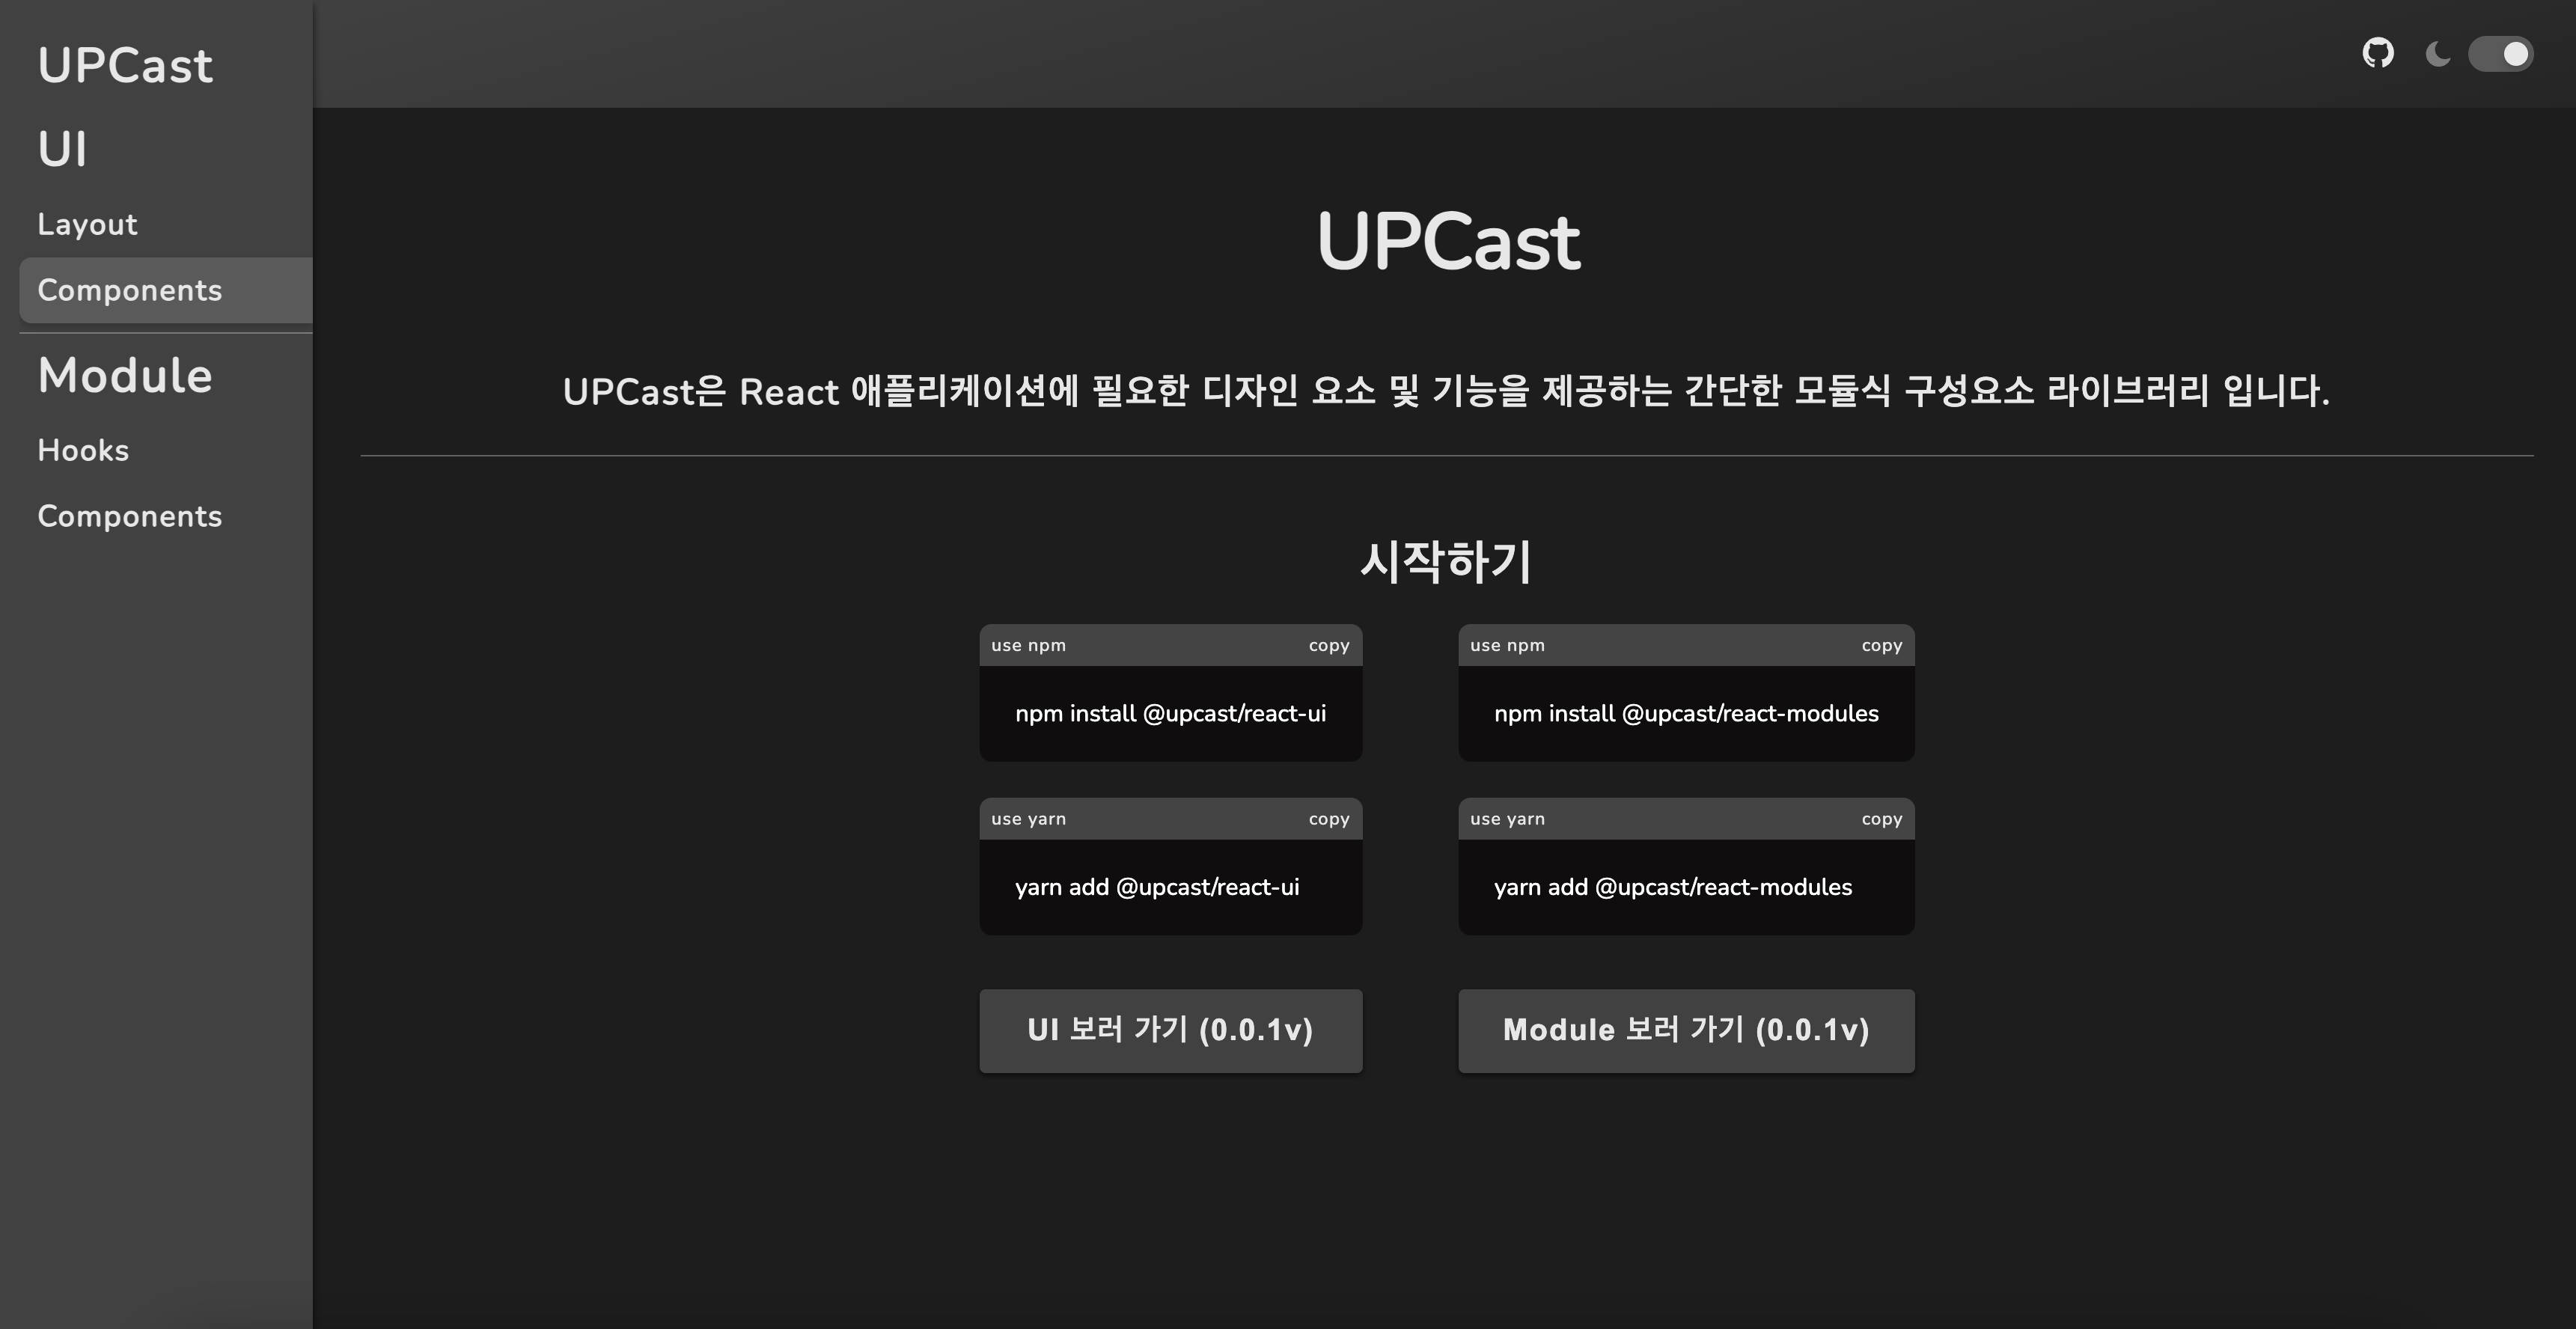 UPCast
UI
Layout
Components
Module
Hooks
Components
UPCast
UPCast은 React 애플리케이션에 필요한 디자인 요소 및 기능을 제공하는 간단한 모듈식 구성요소 라이브러리 입니다.
시작하기
use npm copy
npm install @upcast/react-ui
use npm copy
npm install @upcast/react-modules
use yarn copy
yarn add @upcast/react-ui
use yarn copy
yarn add @upcast/react-modules
UI 보러 가기 (0.0.1v)
Module 보러 가기 (0.0.1v)